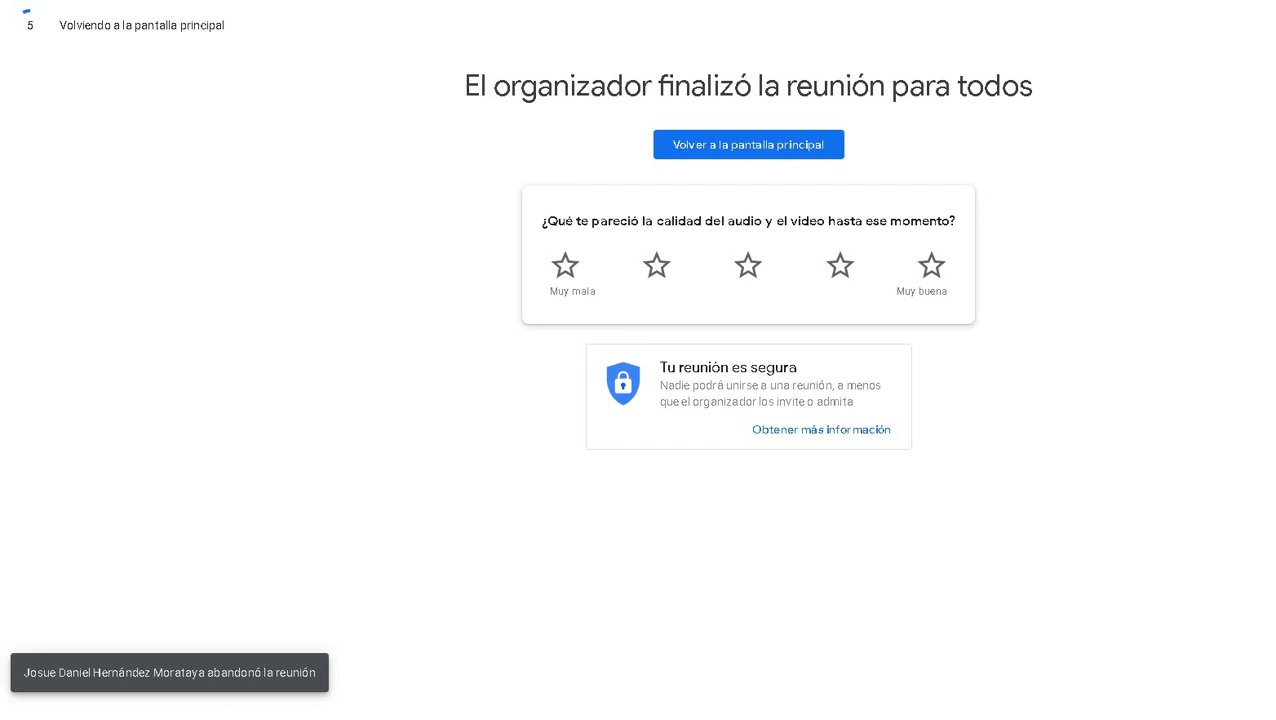 5 Volviendo a la pantalla principal
El organizador finalizó la reunión para todos
Volver a la pantalla principal
¿Qué te pareció la calidad del audio y el video hasta ese momento?
Muy mala Muy buena
Tu reunión es segura
Nadie podrá unirse a una reunión, a menos
que el organizador los invite o admita
Obtener más información
Josue Daniel Hernández Morataya abandonó la reunión